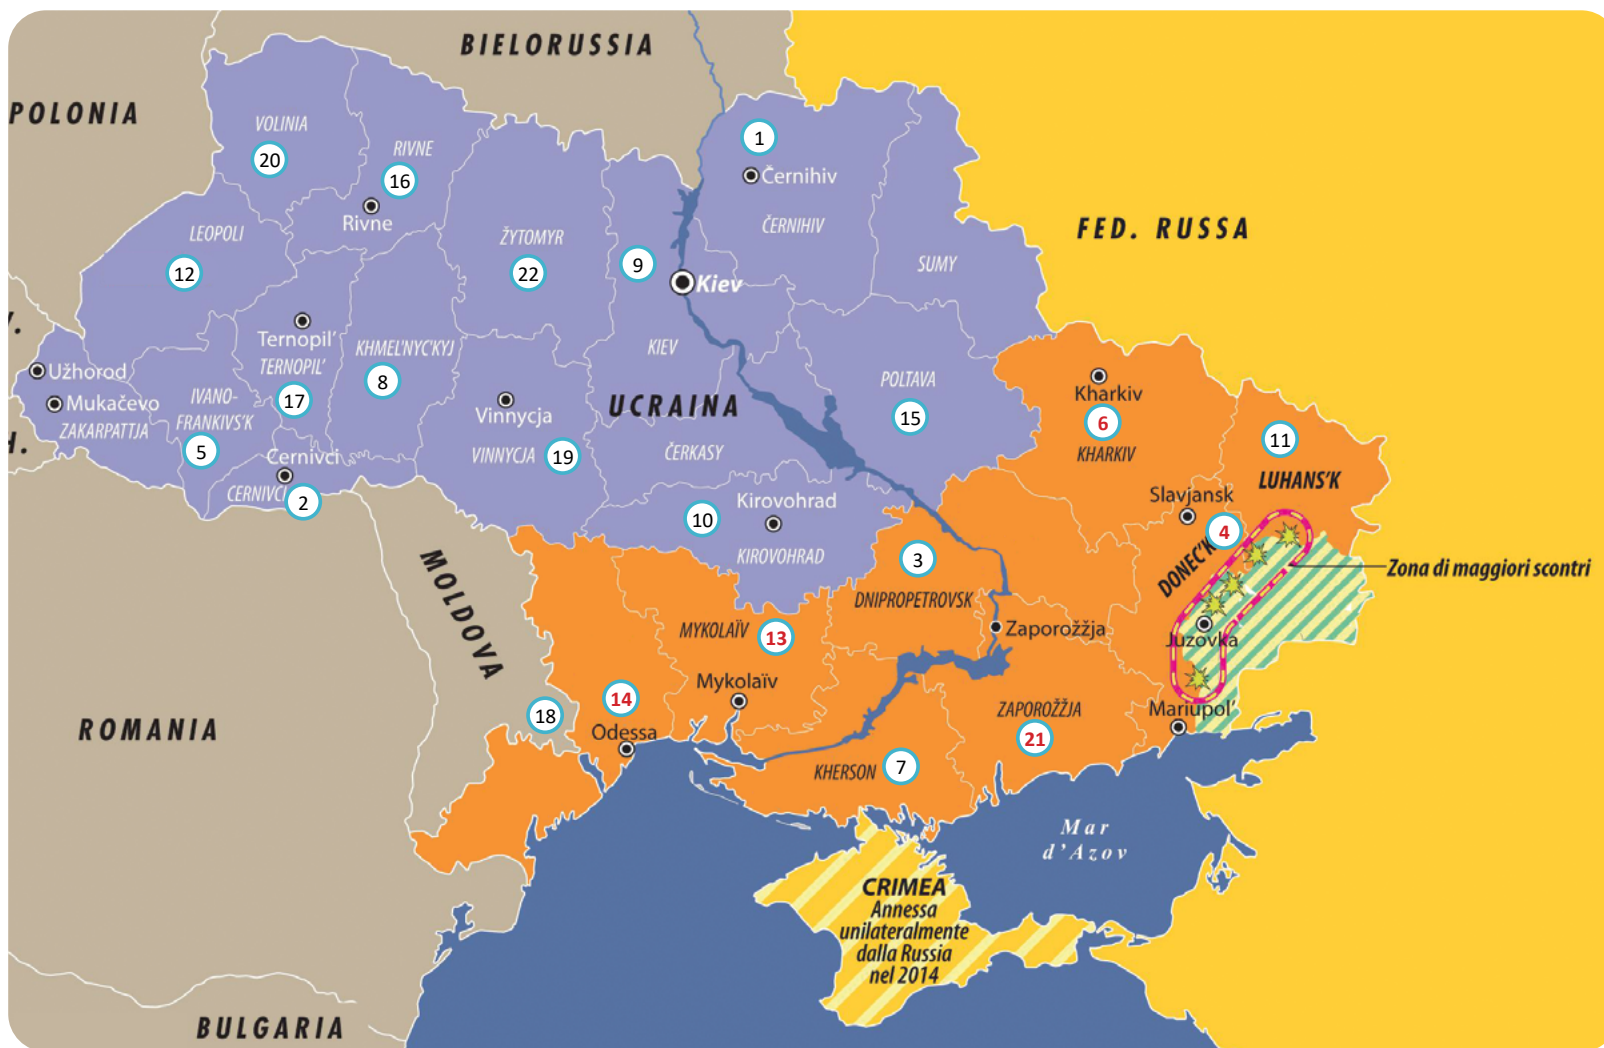 BIELORUSSIA
POLONIA
VOLINIA
20
RIVNE
16
Rivne
1
Černihiv
ČERNIHIV
FED. RUSSA
LEOPOLI
12
ŽYTOMYR
22
9
Kiev
SUMY
Ternopil'
TERNOPIL'
17
KHMEL'NYC'KYJ
8
KIEV
UCRAINA
POLTAVA
15
Užhorod
Mukačevo
ZAKARPATTJA
IVANO-
FRANKIVS'K
5
H.
Vinnycja
VINNYCJA
19
ČERKASY
Kharkiv
6
KHARKIV
11
LUHANS'K
Cernivci
CERNIVCI
2
10
Kirovohrad
KIROVOHRAD
Slavjansk
4
DONEC'K
3
DNIPROPETROVSK
Zona di maggiori scontri
MOLDOVA
MYKOLAÏV
13
Zaporožžja
Juzovka
Mykolaïv
14
Odessa
18
ZAPOROŽŽJA
21
Mariupol'
ROMANIA
KHERSON
7
Mar
d'Azov
CRIMEA
Annessa
unilateralmente
dalla Russia
nel 2014
BULGARIA